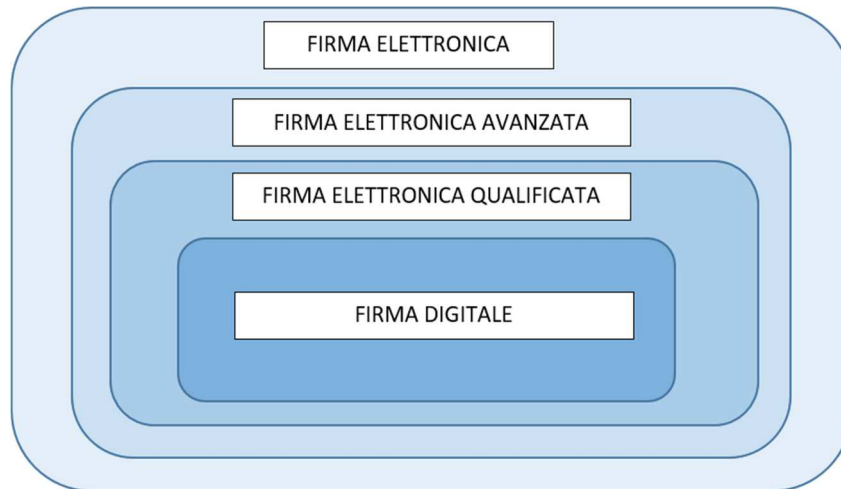 FIRMA ELETTRONICA
FIRMA ELETTRONICA AVANZATA
FIRMA ELETTRONICA QUALIFICATA
FIRMA DIGITALE